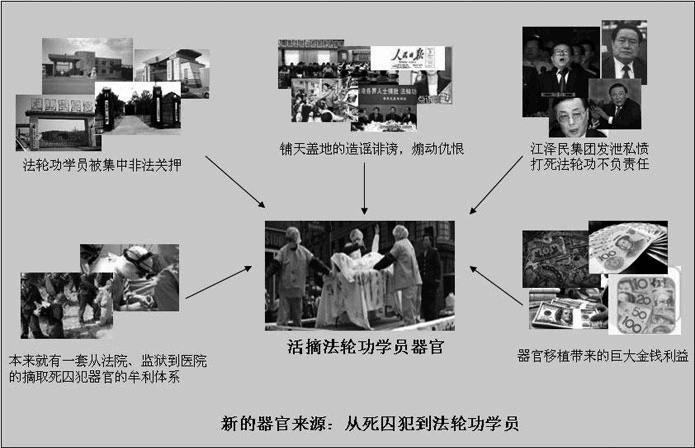 人民日报
各界人士
法轮功学员被集中非法关押
铺天盖地的造谣诽谤，煽动仇恨
江泽民集团发泄私愤
打死法轮功不负责任
本来就有一套从法院、监狱到医院
的摘取死囚犯器官的牟利体系
活摘法轮功学员器官
器官移植带来的巨大金钱利益
新的器官来源：从死囚犯到法轮功学员